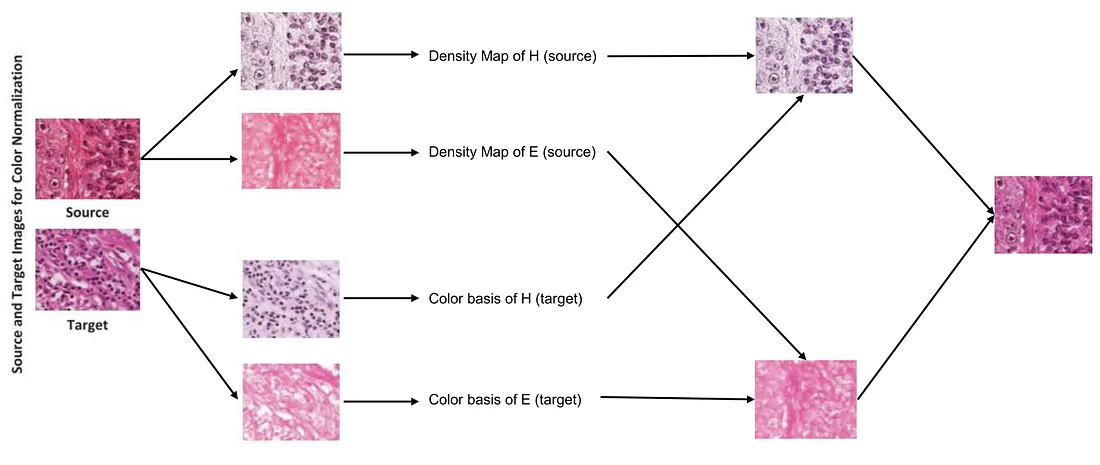 Source and Target Images for Color Normalization
Source
Target
Density Map of H (source)
Density Map of E (source)
Color basis of H (target)
Color basis of E (target)